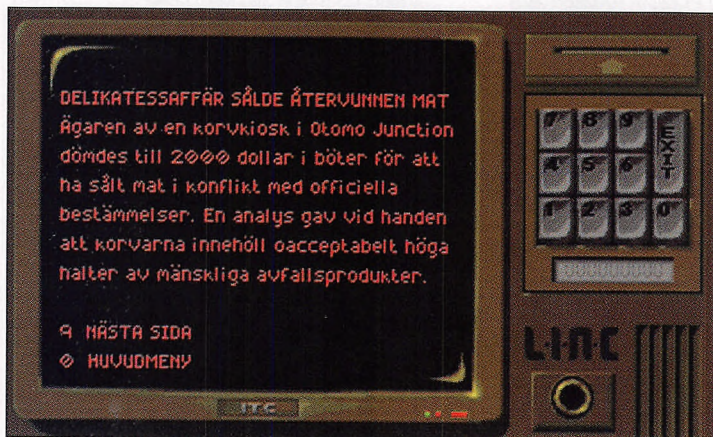 DELIKATESSAFFÄR SÅLDE ÅTERVUNNEN MAT
Ägaren av en korvkiosk i Otomo Junction
dömdes till 2000 dollar i böter för att
ha sålt mat i konflikt med officiella
bestämmelser. En analys gav vid handen
att korvarna innehöll oacceptabelt höga
halter av mänskliga avfallsprodukter.
9 NÄSTA SIDA
0 HUVUDMENY
ITC
7 8 9 EXIT
4 5 6
1 2 3 0
0000000000
L·I·N·C